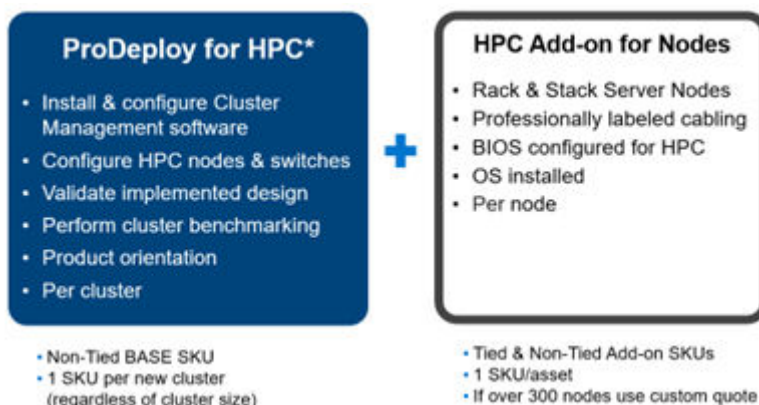 ProDeploy for HPC*
• Install & configure Cluster
Management software
• Configure HPC nodes & switches
• Validate implemented design
• Perform cluster benchmarking
• Product orientation
• Per cluster
• Non-Tied BASE SKU
• 1 SKU per new cluster
(regardless of cluster size)
+
HPC Add-on for Nodes
• Rack & Stack Server Nodes
• Professionally labeled cabling
• BIOS configured for HPC
• OS installed
• Per node
• Tied & Non-Tied Add-on SKUs
• 1 SKU/asset
• If over 300 nodes use custom quote